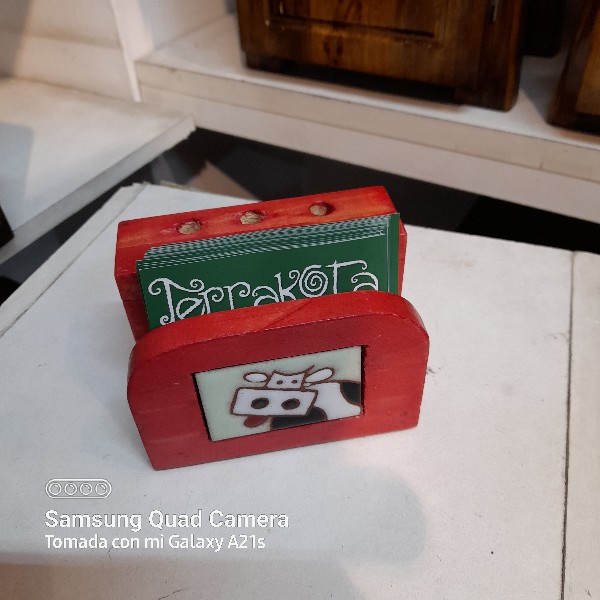 Terrakota
Samsung Quad Camera
Tomada con mi Galaxy A21s